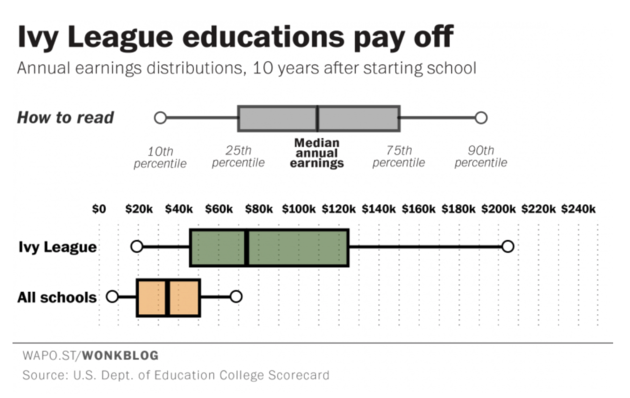 Ivy League educations pay off
Annual earnings distributions, 10 years after starting school
How to read
10th percentile
25th percentile
Median annual earnings
75th percentile
90th percentile
$0 $20k $40k $60k $80k $100k $120k $140k $160k $180k $200k $220k $240k
Ivy League
All schools
WAPO.ST/WONKBLOG
Source: U.S. Dept. of Education College Scorecard